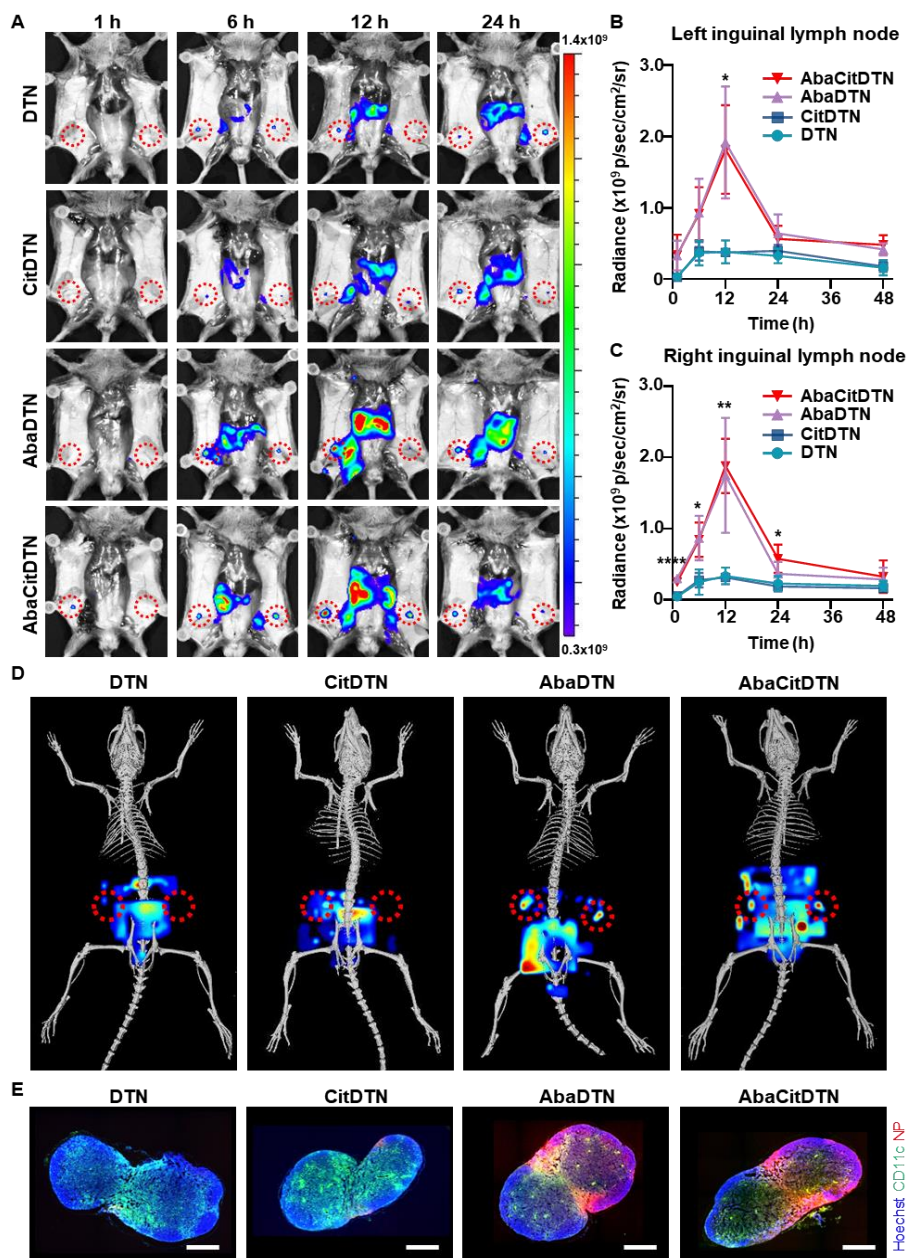 A
1 h 6 h 12 h 24 h
1.4x10⁹
DTN
CitDTN
AbaDTN
AbaCitDTN
0.3x10⁹
B
Left inguinal lymph node
Radiance (x10⁹ p/sec/cm²/sr)
3.0
2.0
1.0
0
*
AbaCitDTN
AbaDTN
CitDTN
DTN
0 12 24 36 48
Time (h)
C
Right inguinal lymph node
Radiance (x10⁹ p/sec/cm²/sr)
3.0
2.0
1.0
0
****
*
**
*
AbaCitDTN
AbaDTN
CitDTN
DTN
0 12 24 36 48
Time (h)
D
DTN CitDTN AbaDTN AbaCitDTN
E
DTN CitDTN AbaDTN AbaCitDTN
Hoechst CD11c NP